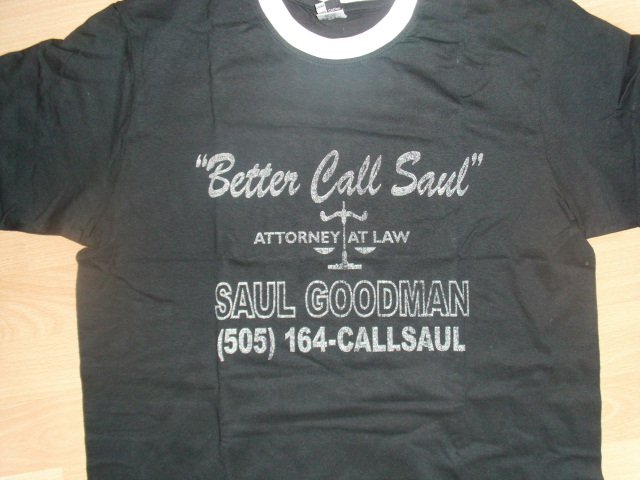 "Better Call Saul"
ATTORNEY AT LAW
SAUL GOODMAN
(505) 164-CALLSAUL